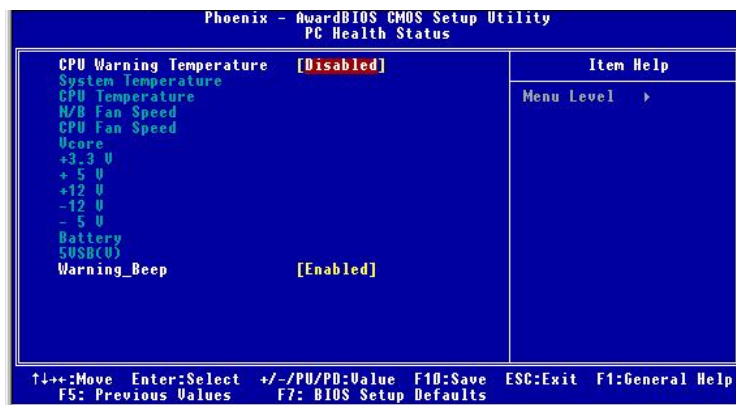 Phoenix - AwardBIOS CMOS Setup Utility
PC Health Status
CPU Warning Temperature [Disabled]
System Temperature
CPU Temperature
N/B Fan Speed
CPU Fan Speed
Vcore
+3.3 V
+ 5 V
+12 V
-12 V
- 5 V
Battery
5VSB(V)
Warning_Beep [Enabled]
Item Help
Menu Level ▸
↑↓→←:Move Enter:Select +/-/PU/PD:Value F10:Save ESC:Exit F1:General Help
F5: Previous Values F7: BIOS Setup Defaults